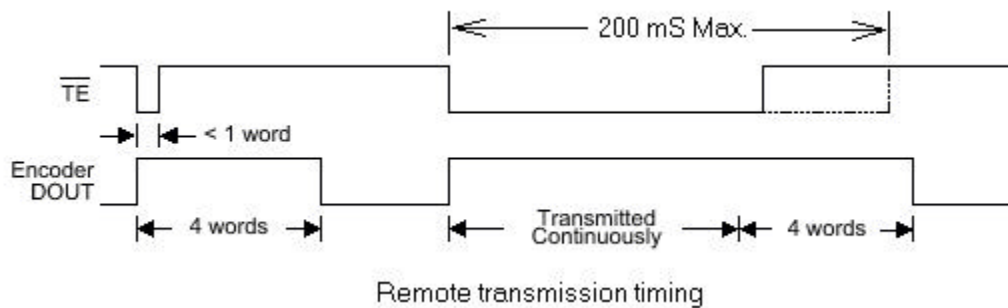 200 mS Max.
TE
< 1 word
Encoder
DOUT
4 words
Transmitted
Continuously
4 words
Remote transmission timing